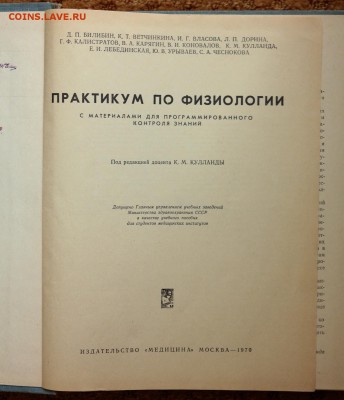 COINS.LAVE.RU
Д. П. БИЛИБИН, К. Т. ВЕТЧИНКИНА, И. Г. ВЛАСОВА, Л. П. ДОРИНА,
Г. Ф. КАЛИСТРАТОВ, В. А. КАРЯГИН, В. Н. КОНОВАЛОВ, К. М. КУЛЛАНДА,
Е. И. ЛЕБЕДИНСКАЯ, Ю. В. УРЫВАЕВ, С. А. ЧЕСНОКОВА
ПРАКТИКУМ ПО ФИЗИОЛОГИИ
С МАТЕРИАЛАМИ ДЛЯ ПРОГРАММИРОВАННОГО
КОНТРОЛЯ ЗНАНИЙ
Под редакцией доцента К. М. КУЛЛАНДЫ
Допущено Главным управлением учебных заведений
Министерства здравоохранения СССР
в качестве учебного пособия
для студентов медицинских институтов
ИЗДАТЕЛЬСТВО «МЕДИЦИНА» МОСКВА—1970